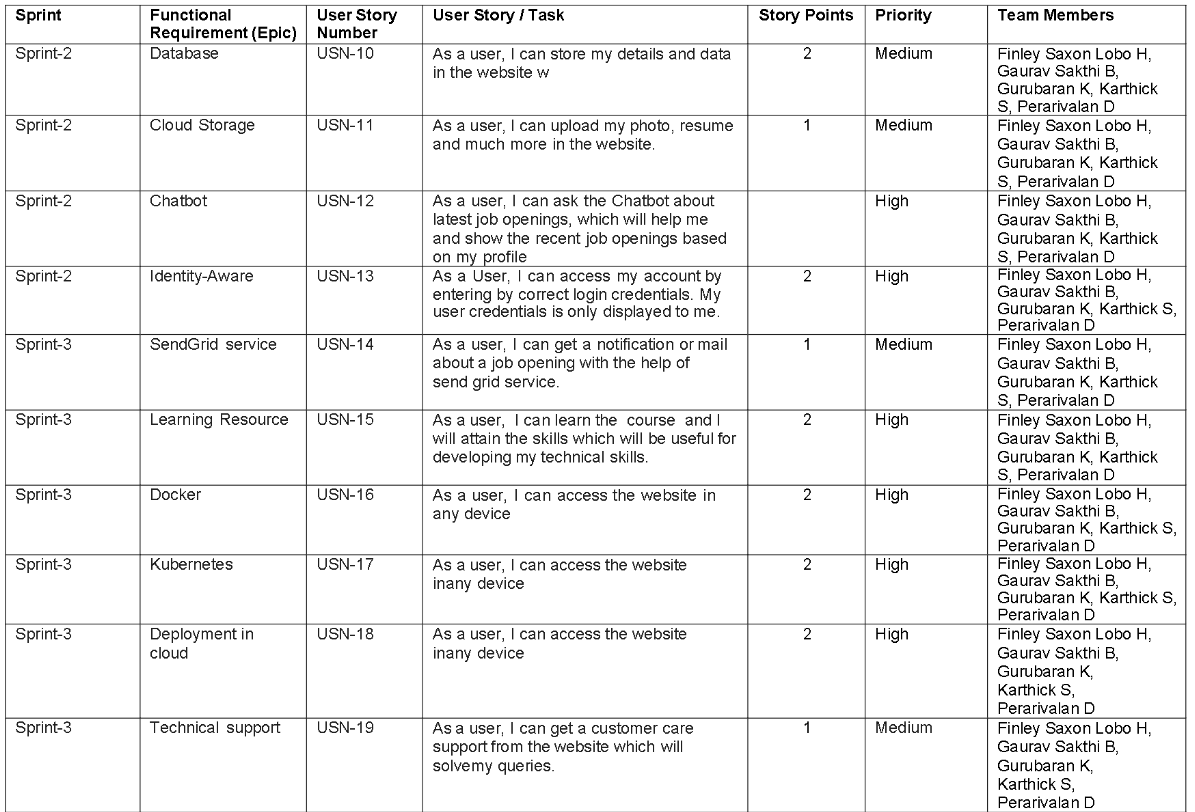 Sprint Functional Requirement (Epic) User Story Number User Story / Task Story Points Priority Team Members
Sprint-2 Database USN-10 As a user, I can store my details and data 2 Medium Finley Saxon Lobo H,
in the website w Gaurav Sakthi B,
Gurubaran K, Karthick
S, Perarivalan D
Sprint-2 Cloud Storage USN-11 As a user, I can upload my photo, resume 1 Medium Finley Saxon Lobo H,
and much more in the website. Gaurav Sakthi B,
Gurubaran K, Karthick
S, Perarivalan D
Sprint-2 Chatbot USN-12 As a user, I can ask the Chatbot about High Finley Saxon Lobo H,
latest job openings, which will help me Gaurav Sakthi B,
and show the recent job openings based Gurubaran K, Karthick
on my profile S, Perarivalan D
Sprint-2 Identity-Aware USN-13 As a User, I can access my account by 2 High Finley Saxon Lobo H,
entering by correct login credentials. My Gaurav Sakthi B,
user credentials is only displayed to me. Gurubaran K, Karthick S,
Perarivalan D
Sprint-3 SendGrid service USN-14 As a user, I can get a notification or mail 1 Medium Finley Saxon Lobo H,
about a job opening with the help of Gaurav Sakthi B,
send grid service. Gurubaran K, Karthick
S, Perarivalan D
Sprint-3 Learning Resource USN-15 As a user, I can learn the course and I 2 High Finley Saxon Lobo H,
will attain the skills which will be useful for Gaurav Sakthi B,
developing my technical skills. Gurubaran K, Karthick
S, Perarivalan D
Sprint-3 Docker USN-16 As a user, I can access the website in 2 High Finley Saxon Lobo H,
any device Gaurav Sakthi B,
Gurubaran K, Karthick S,
Perarivalan D
Sprint-3 Kubernetes USN-17 As a user, I can access the website 2 High Finley Saxon Lobo H,
inany device Gaurav Sakthi B,
Gurubaran K, Karthick S,
Perarivalan D
Sprint-3 Deployment in USN-18 As a user, I can access the website 2 High Finley Saxon Lobo H,
cloud inany device Gaurav Sakthi B,
Gurubaran K,
Karthick S,
Perarivalan D
Sprint-3 Technical support USN-19 As a user, I can get a customer care 1 Medium Finley Saxon Lobo H,
support from the website which will Gaurav Sakthi B,
solvemy queries. Gurubaran K,
Karthick S,
Perarivalan D